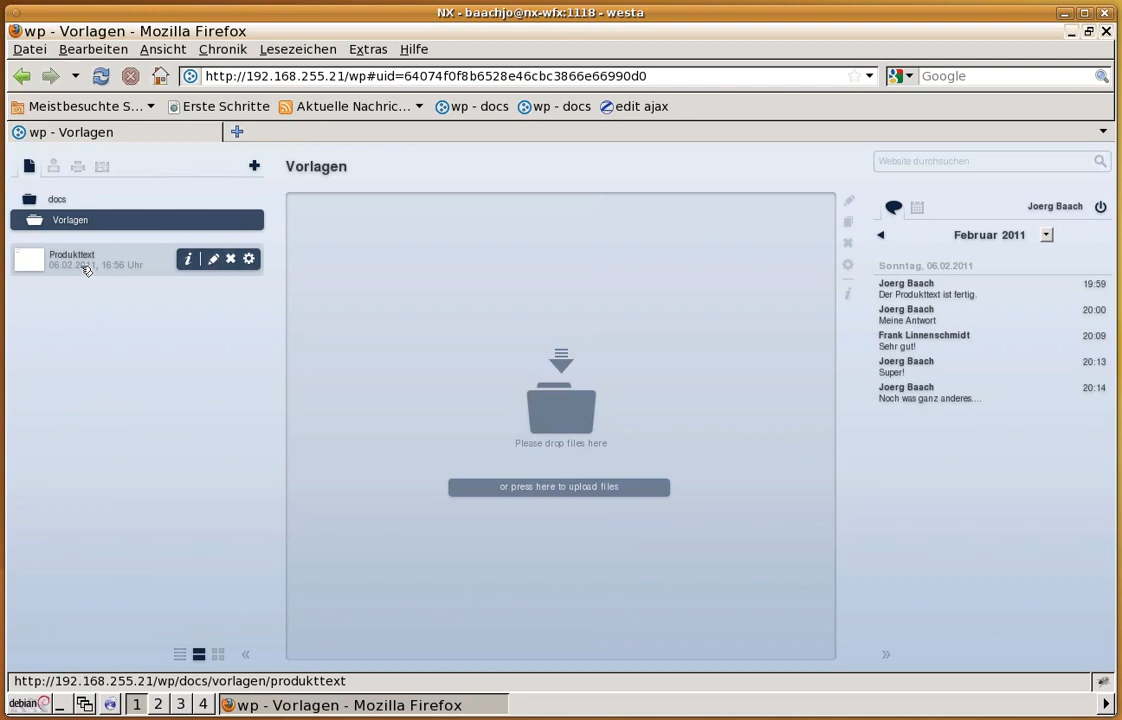 NX - baachjo@nx-wfx:1118 - westa
wp - Vorlagen - Mozilla Firefox
Datei Bearbeiten Ansicht Chronik Lesezeichen Extras Hilfe
http://192.168.255.21/wp#uid=64074f0f8b6528e46cbc3866e66990d0
Google
Meistbesuchte S... Erste Schritte Aktuelle Nachric... wp - docs wp - docs edit ajax
wp - Vorlagen
Vorlagen
Website durchsuchen
docs
Vorlagen
Joerg Baach
Produkttext
06.02.2011, 16:56 Uhr
Februar 2011
Sonntag, 06.02.2011
Joerg Baach 19:59
Der Produkttext ist fertig.
Joerg Baach 20:00
Meine Antwort
Frank Linnenschmidt 20:09
Sehr gut!
Joerg Baach 20:13
Super!
Joerg Baach 20:14
Noch was ganz anderes....
Please drop files here
or press here to upload files
http://192.168.255.21/wp/docs/vorlagen/produkttext
debian 1 2 3 4 wp - Vorlagen - Mozilla Firefox